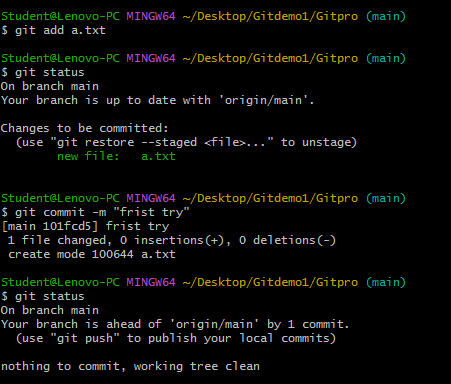 Student@Lenovo-PC MINGW64 ~/Desktop/Gitdemo1/Gitpro (main)
$ git add a.txt
Student@Lenovo-PC MINGW64 ~/Desktop/Gitdemo1/Gitpro (main)
$ git status
On branch main
Your branch is up to date with 'origin/main'.
Changes to be committed:
(use "git restore --staged <file>..." to unstage)
new file:   a.txt
Student@Lenovo-PC MINGW64 ~/Desktop/Gitdemo1/Gitpro (main)
$ git commit -m "frist try"
[main 101fcd5] frist try
1 file changed, 0 insertions(+), 0 deletions(-)
create mode 100644 a.txt
Student@Lenovo-PC MINGW64 ~/Desktop/Gitdemo1/Gitpro (main)
$ git status
On branch main
Your branch is ahead of 'origin/main' by 1 commit.
(use "git push" to publish your local commits)
nothing to commit, working tree clean